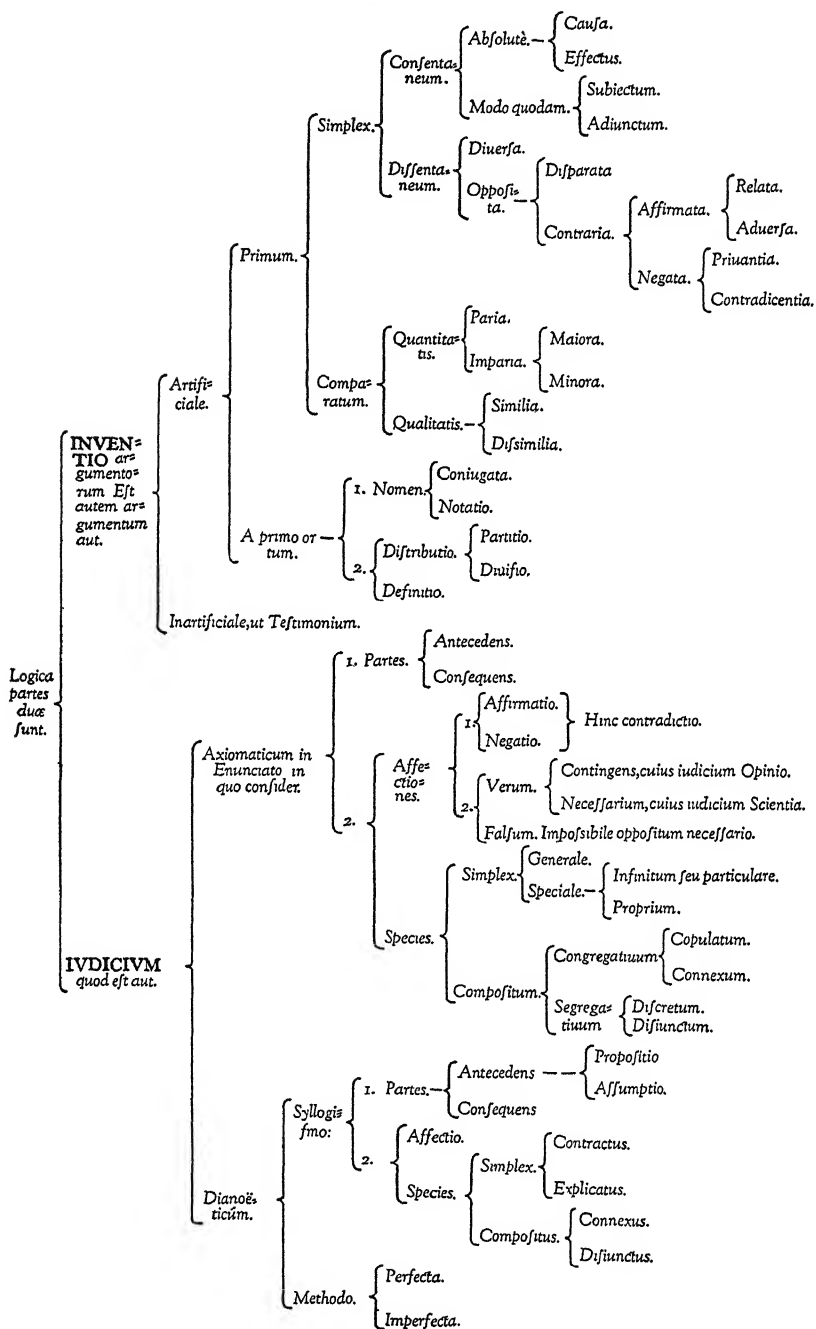 Cauſa.
Abſolutè.
Effectus.
Conſenta=
neum.
Subiectum.
Modo quodam.
Adiunctum.
Simplex.
Diuerſa.
Diſſenta=
neum.
Diſparata
Oppoſi=
ta.
Relata.
Affirmata.
Aduerſa.
Contraria.
Priuantia.
Negata.
Contradicentia.
Primum.
Paria.
Quantita=
tis.
Maiora.
Imparia.
Minora.
Compa=
ratum.
Similia.
Qualitatis.
Diſsimilia.
Artifi=
ciale.
INVEN=
TIO ar=
gumento=
rum Eſt
autem ar=
gumentum
aut.
Coniugata.
1. Nomen.
Notatio.
A primo or
tum.
Partitio.
Diſtributio.
Diuiſio.
2.
Definitio.
Inartificiale,ut Teſtimonium.
Logica
partes
duæ
ſunt.
Antecedens.
1. Partes.
Conſequens.
Affirmatio.
1.
Hinc contradictio.
Negatio.
Axiomaticum in
Enunciato in
quo conſider.
Affe=
ctio=
nes.
Contingens,cuius iudicium Opinio.
Verum.
Neceſſarium,cuius iudicium Scientia.
2.
2.
Falſum. Impoſsibile oppoſitum neceſſario.
Generale.
Simplex.
Infinitum ſeu particulare.
Speciale.
Proprium.
Species.
Copulatum.
Congregatiuum
Connexum.
Compoſitum.
Segrega=
tiuum
Diſcretum.
Diſiunctum.
IVDICIVM
quod eſt aut.
Propoſitio
Antecedens
Aſſumptio.
1. Partes.
Conſequens
Syllogiſ=
ſmo:
Affectio.
2.
Contractus.
Simplex.
Explicatus.
Species.
Connexus.
Compoſitus.
Diſiunctus.
Dianoë=
ticúm.
Perfecta.
Methodo.
Imperfecta.